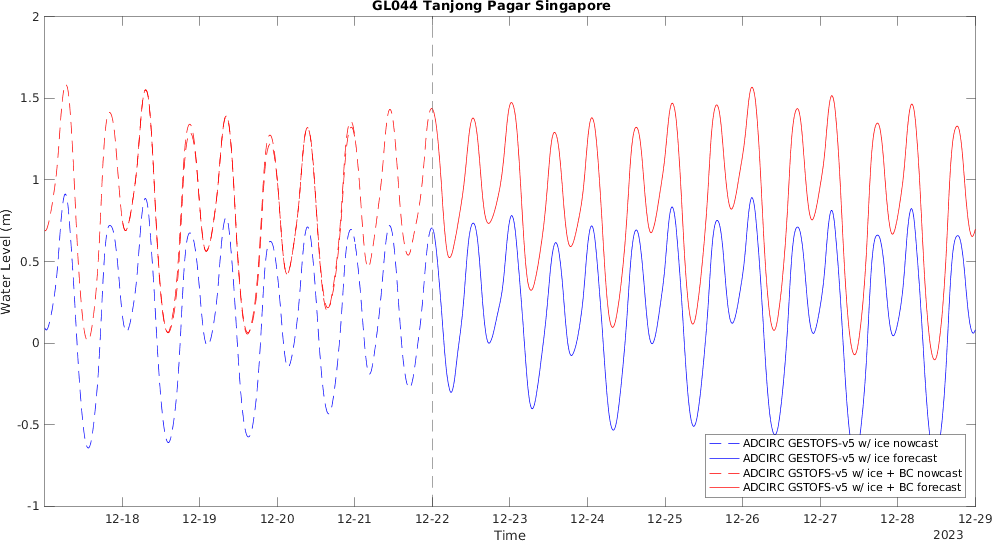 GL044 Tanjong Pagar Singapore
2
1.5
1
0.5
0
-0.5
-1
Water Level (m)
ADCIRC GESTOFS-v5 w/ ice nowcast
ADCIRC GESTOFS-v5 w/ ice forecast
ADCIRC GSTOFS-v5 w/ ice + BC nowcast
ADCIRC GSTOFS-v5 w/ ice + BC forecast
12-18 12-19 12-20 12-21 12-22 12-23 12-24 12-25 12-26 12-27 12-28 12-29
Time
2023